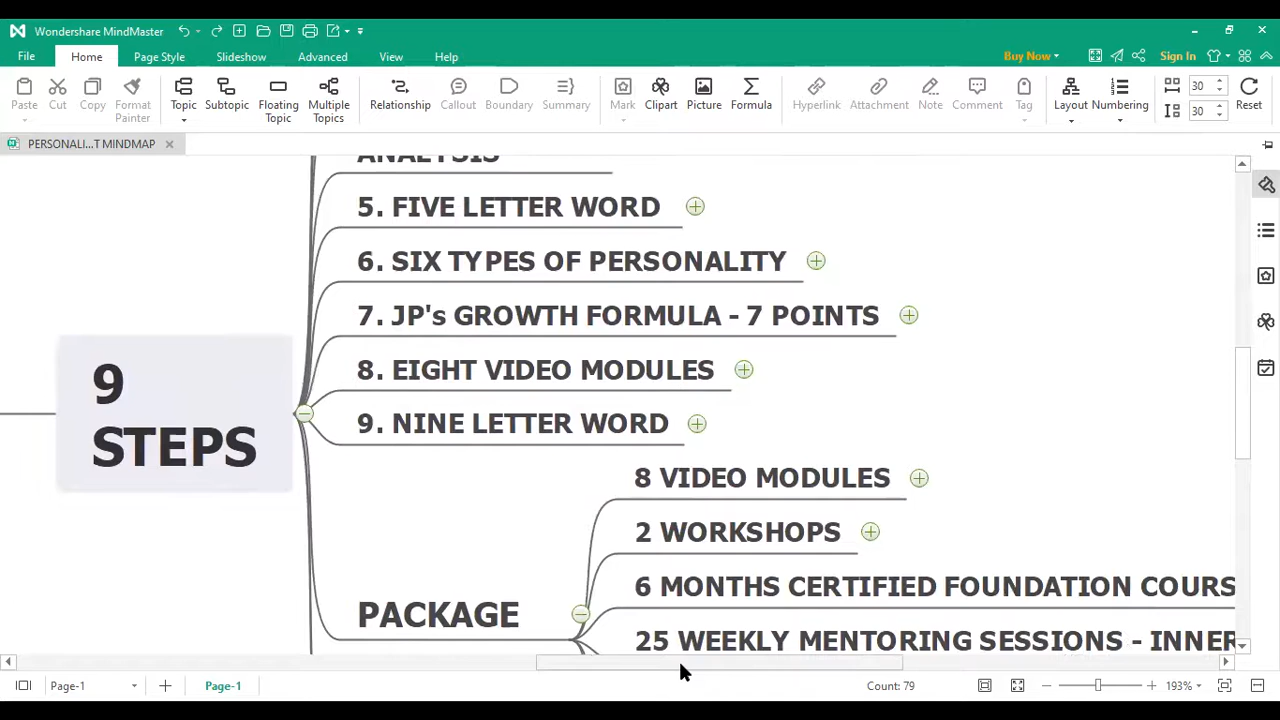 Wondershare MindMaster
File Home Page Style Slideshow Advanced View Help Buy Now Sign In
Paste Cut Copy Format Painter Topic Subtopic Floating Topic Multiple Topics Relationship Callout Boundary Summary Mark Clipart Picture Formula Hyperlink Attachment Note Comment Tag Layout Numbering 30 30 Reset
PERSONALI...T MINDMAP
ANALYSIS
5. FIVE LETTER WORD
6. SIX TYPES OF PERSONALITY
7. JP's GROWTH FORMULA - 7 POINTS
8. EIGHT VIDEO MODULES
9 STEPS
9. NINE LETTER WORD
8 VIDEO MODULES
2 WORKSHOPS
6 MONTHS CERTIFIED FOUNDATION COURS
PACKAGE
25 WEEKLY MENTORING SESSIONS - INNER
Page-1 Page-1 Count: 79 193%